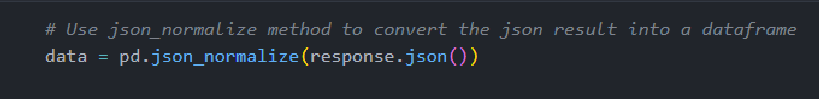 # Use json_normalize method to convert the json result into a dataframe
data = pd.json_normalize(response.json())